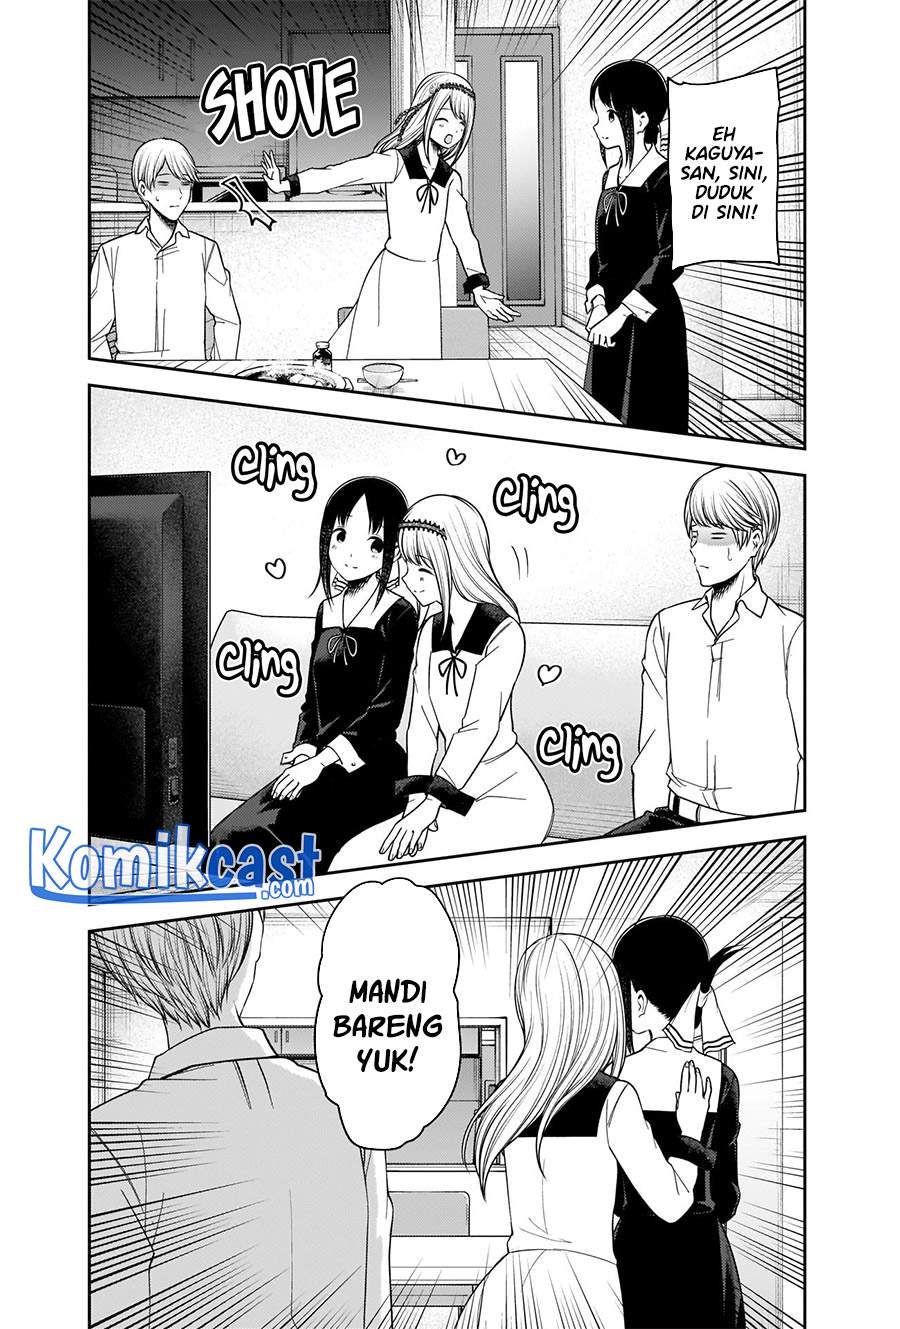 SHOVE
EH
KAGUYA-
SAN, SINI,
DUDUK
DI SINI!
Cling
Cling
Cling
Cling
Komikcast
.com
MANDI
BARENG
YUK!